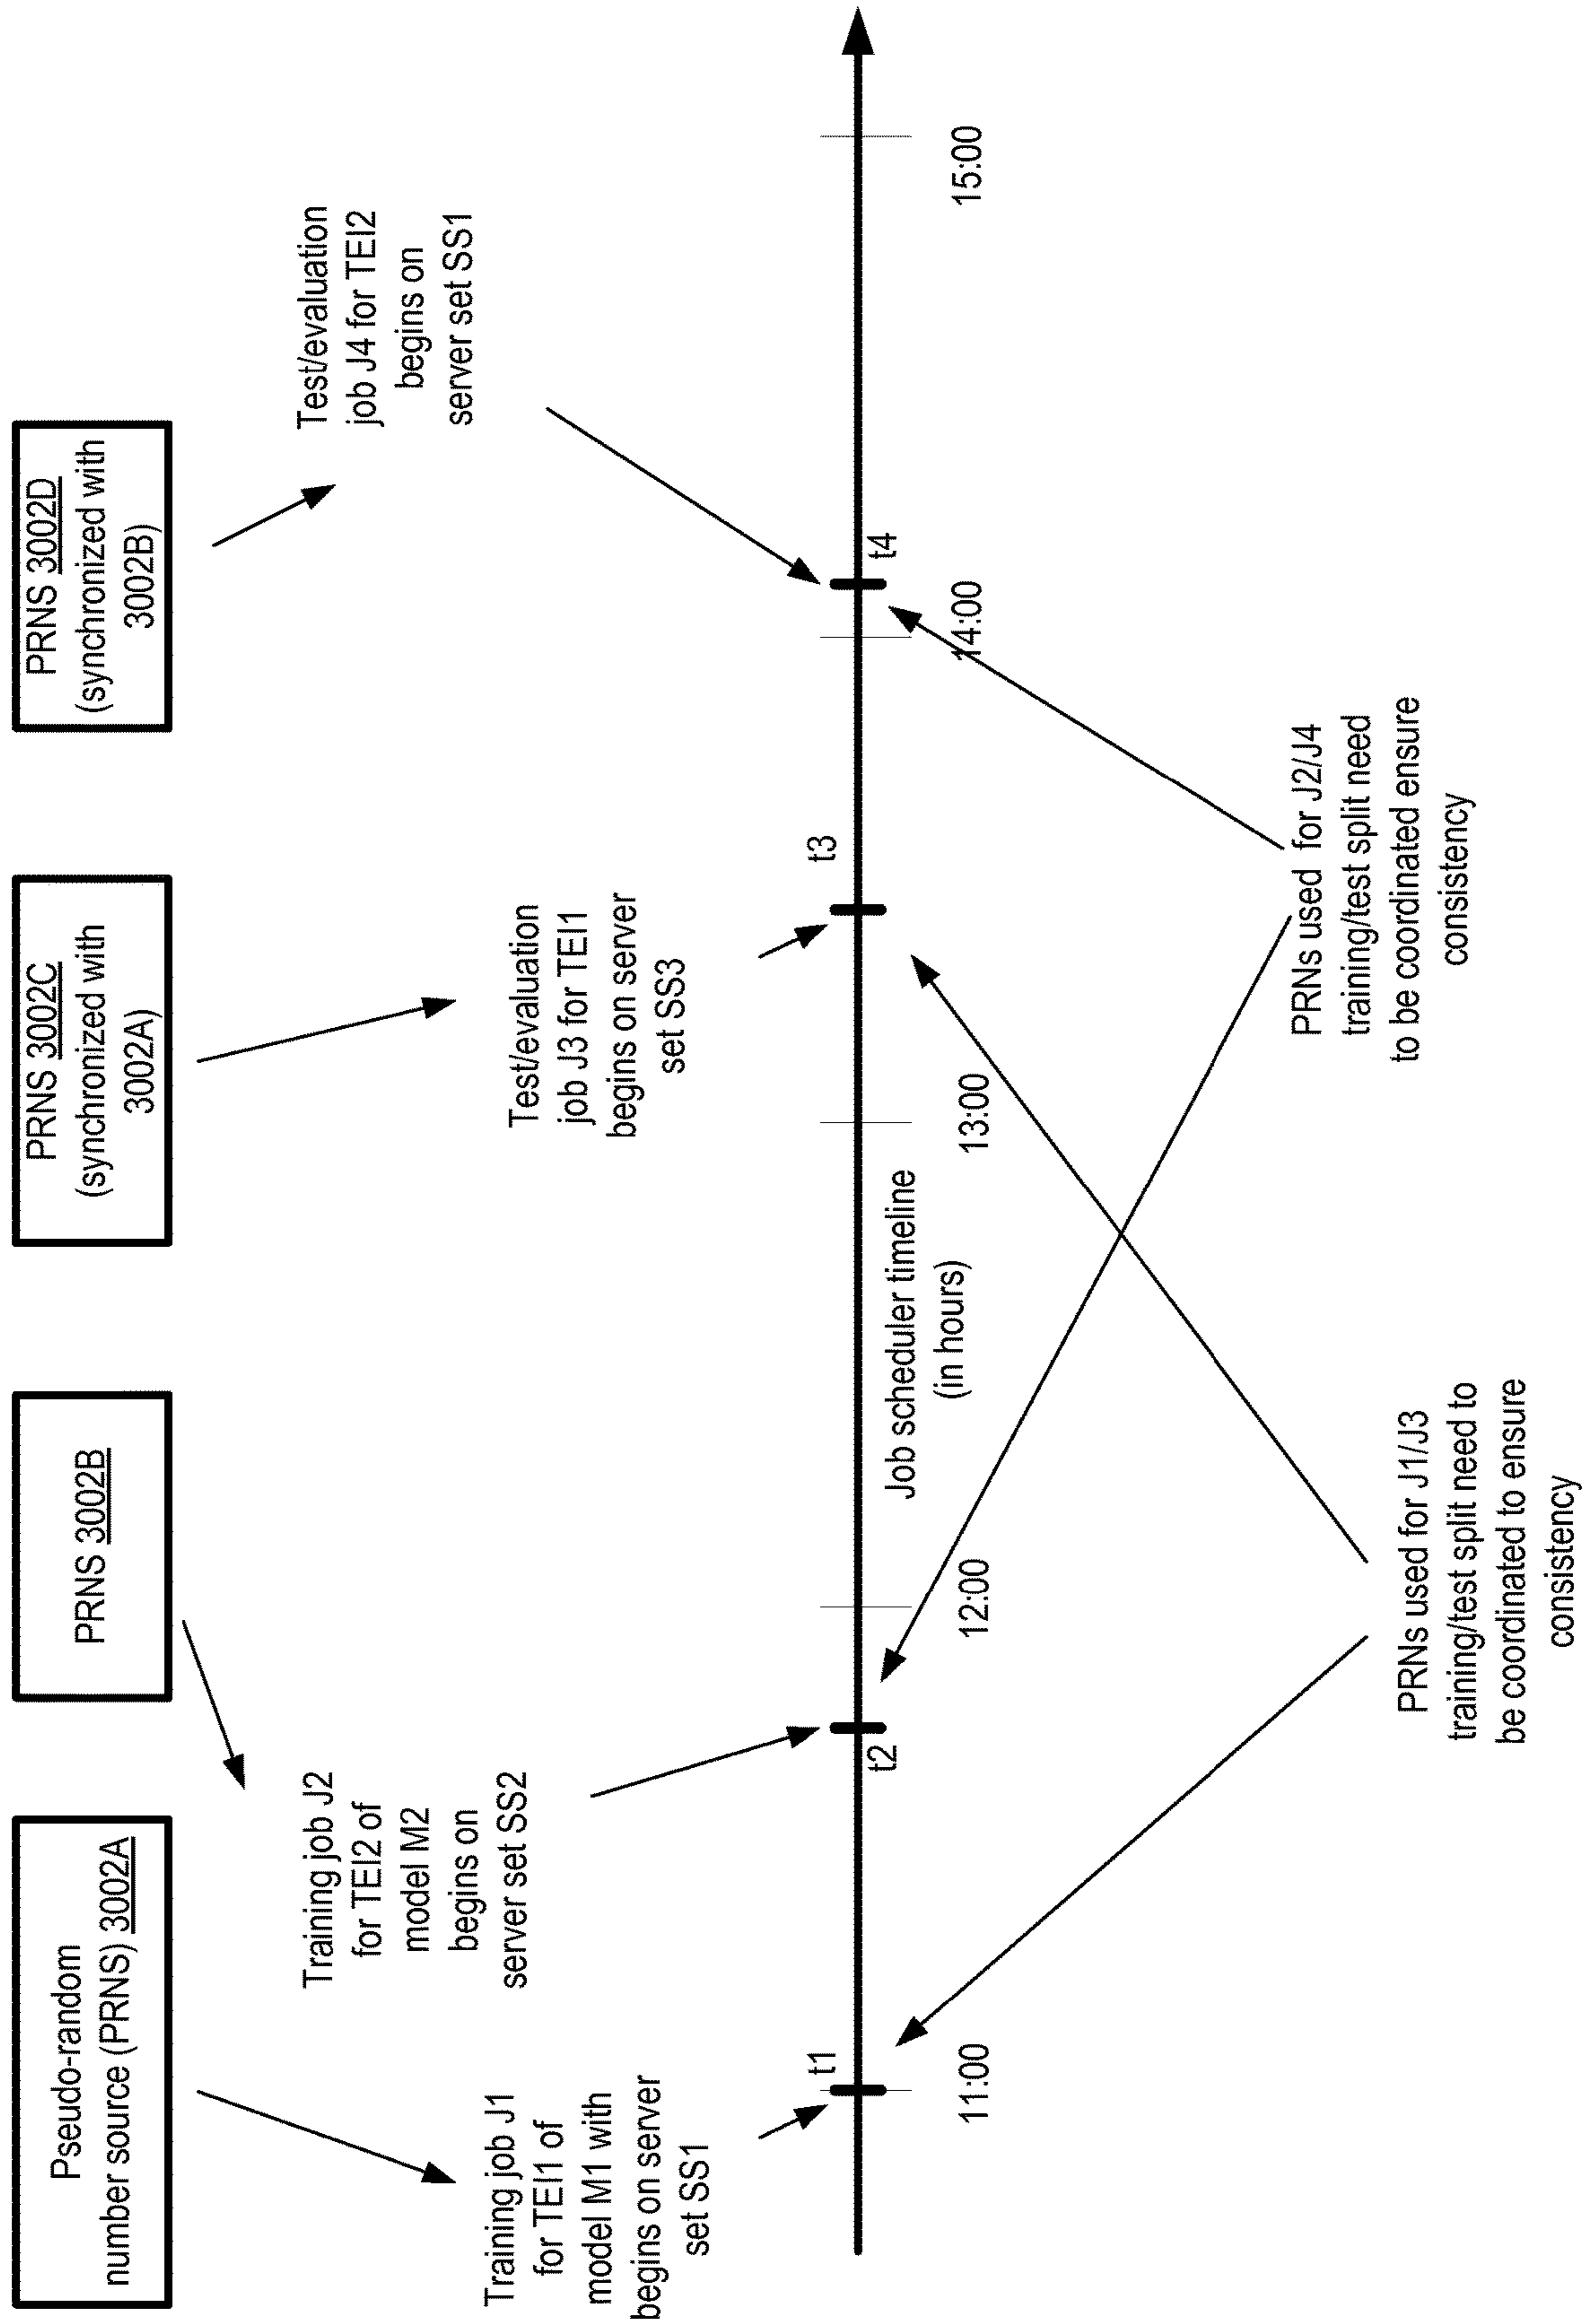 Pseudo-random
number source (PRNS) 3002A
PRNS 3002B
PRNS 3002C
(synchronized with
3002A)
PRNS 3002D
(synchronized with
3002B)
Training job J1
for TEI1 of
model M1 with
begins on server
set SS1
Training job J2
for TEI2 of
model M2
begins on
server set SS2
Test/evaluation
job J3 for TEI1
begins on server
set SS3
Test/evaluation
job J4 for TEI2
begins on
server set SS1
t1
t2
t3
t4
11:00
12:00
13:00
14:00
15:00
Job scheduler timeline
(in hours)
PRNs used for J1/J3
training/test split need to
be coordinated to ensure
consistency
PRNs used for J2/J4
training/test split need
to be coordinated ensure
consistency